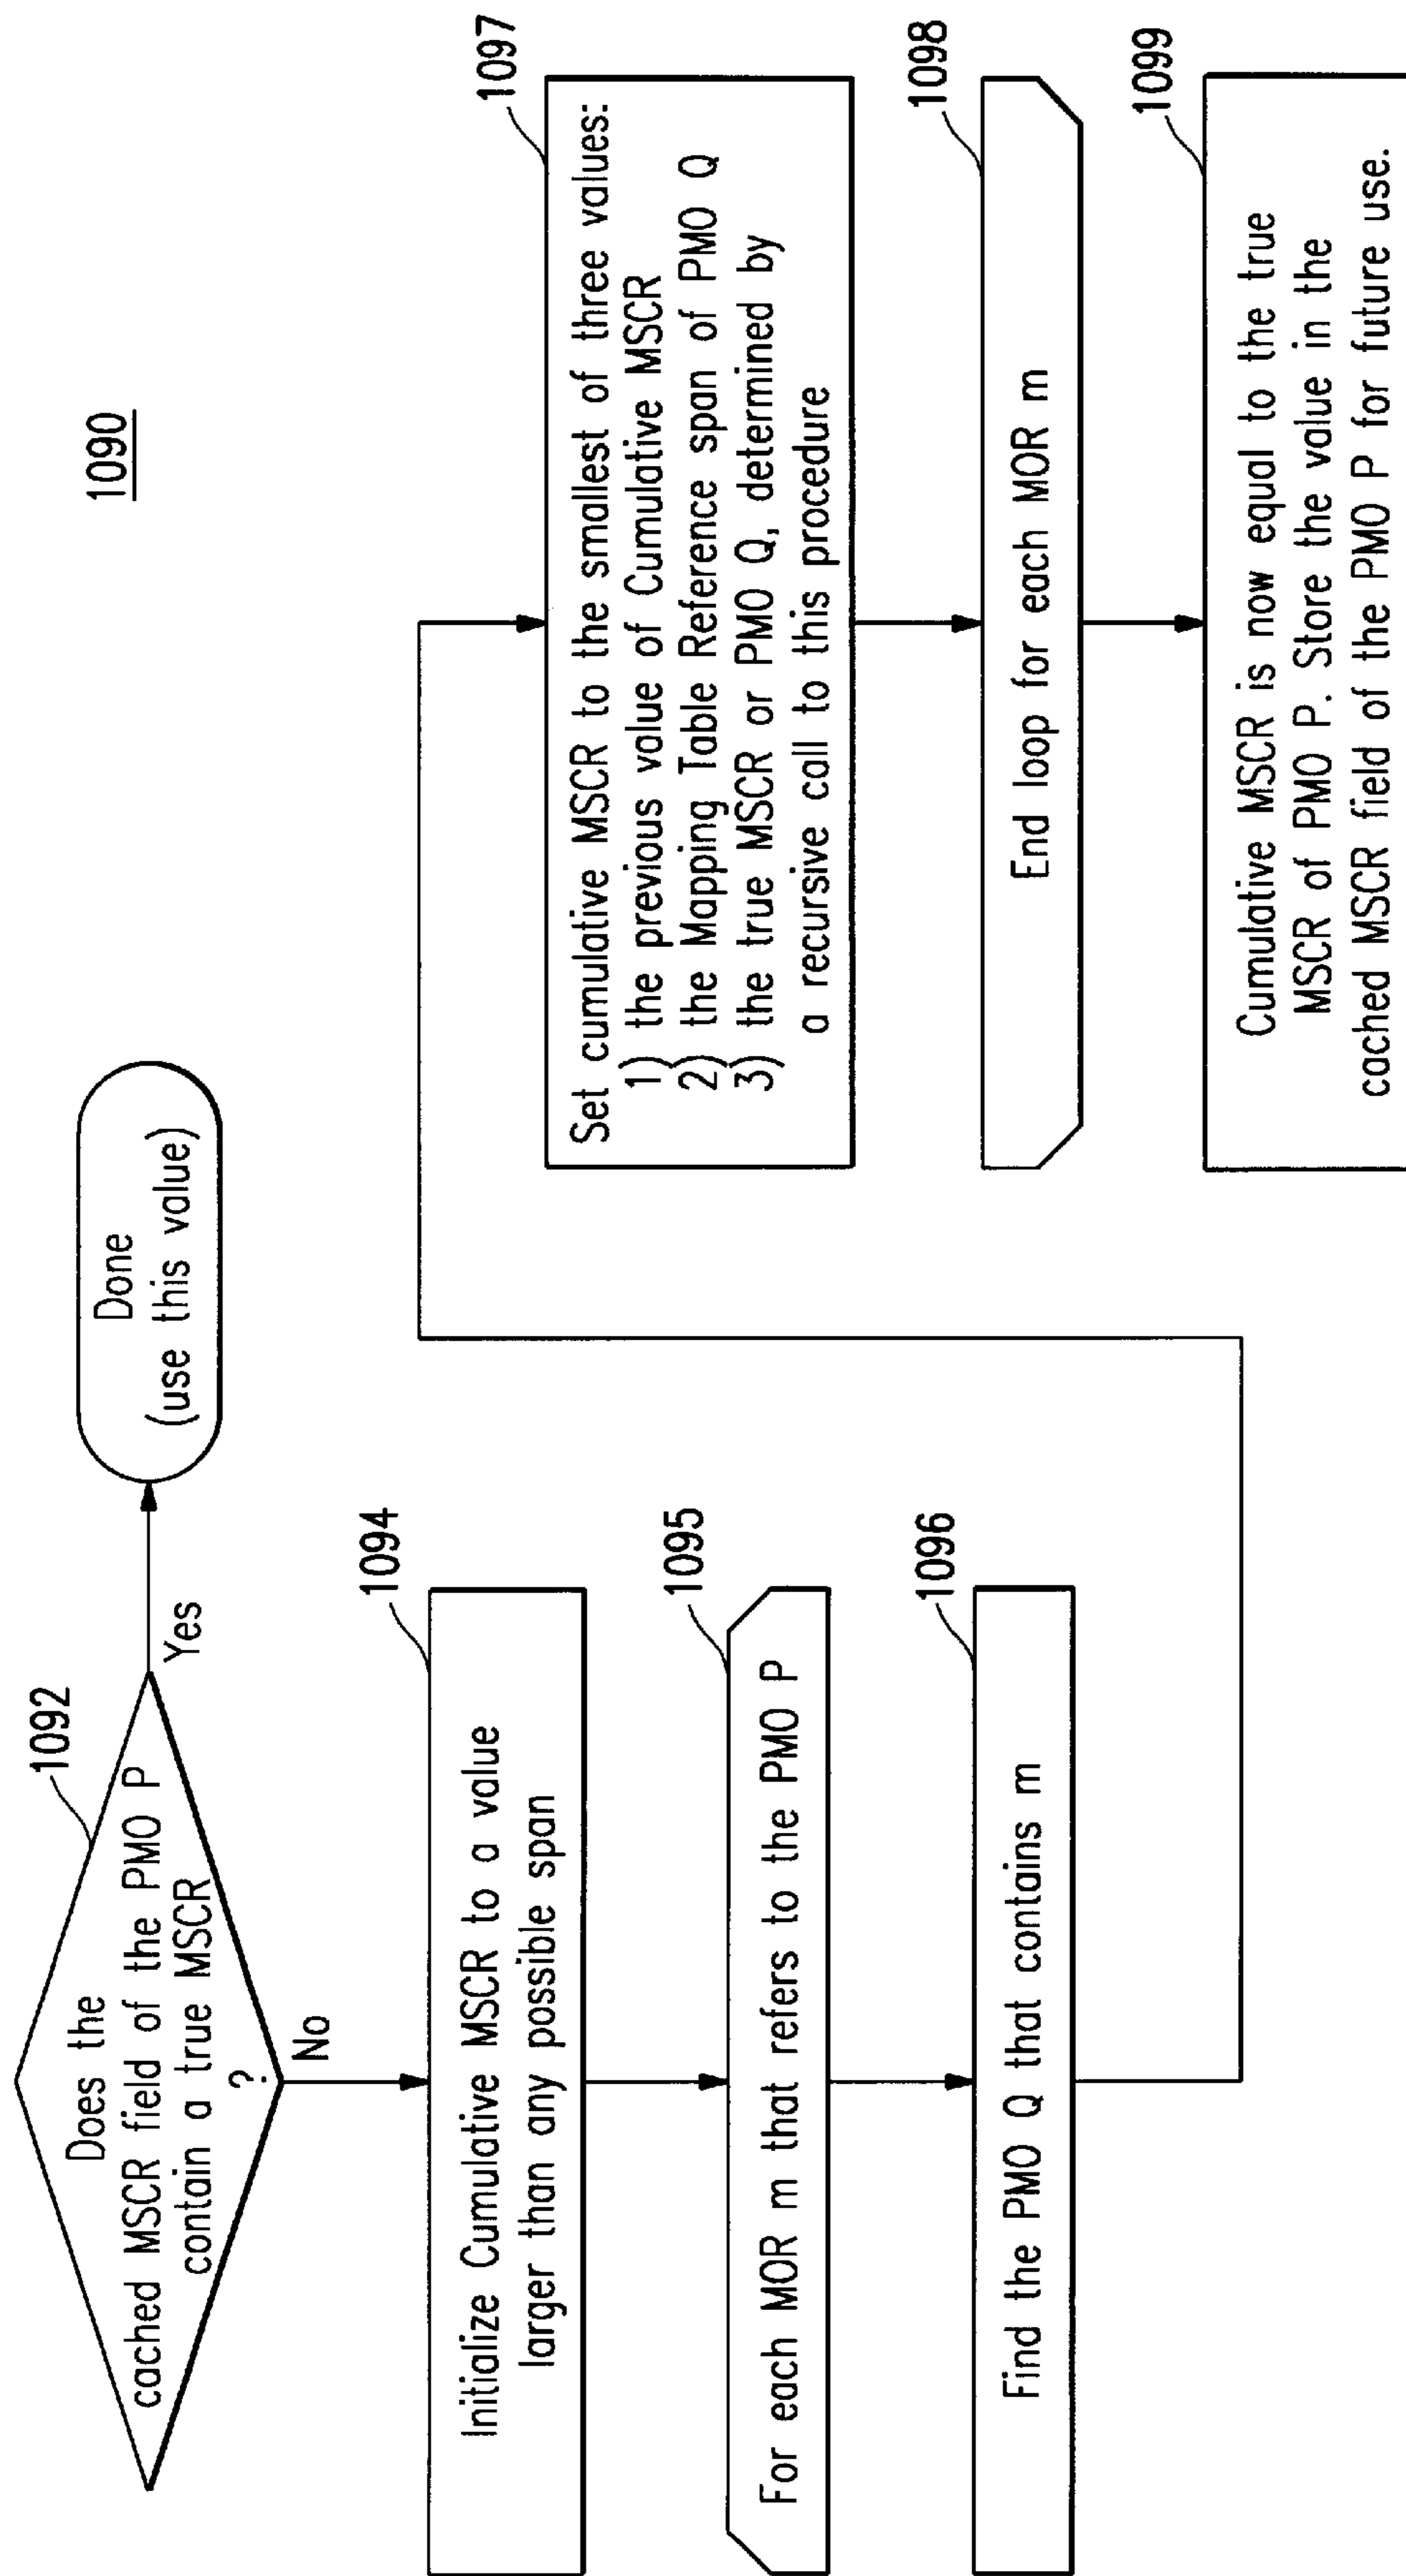 1090
1092
Does the
cached MSCR field of the PMO P
contain a true MSCR
?
Yes
Done
(use this value)
No
1094
Initialize Cumulative MSCR to a value
larger than any possible span
1095
For each MOR m that refers to the PMO P
1096
Find the PMO Q that contains m
1097
Set cumulative MSCR to the smallest of three values:
1) the previous value of Cumulative MSCR
2) the Mapping Table Reference span of PMO Q
3) the true MSCR or PMO Q, determined by
a recursive call to this procedure
1098
End loop for each MOR m
1099
Cumulative MSCR is now equal to the true
MSCR of PMO P. Store the value in the
cached MSCR field of the PMO P for future use.